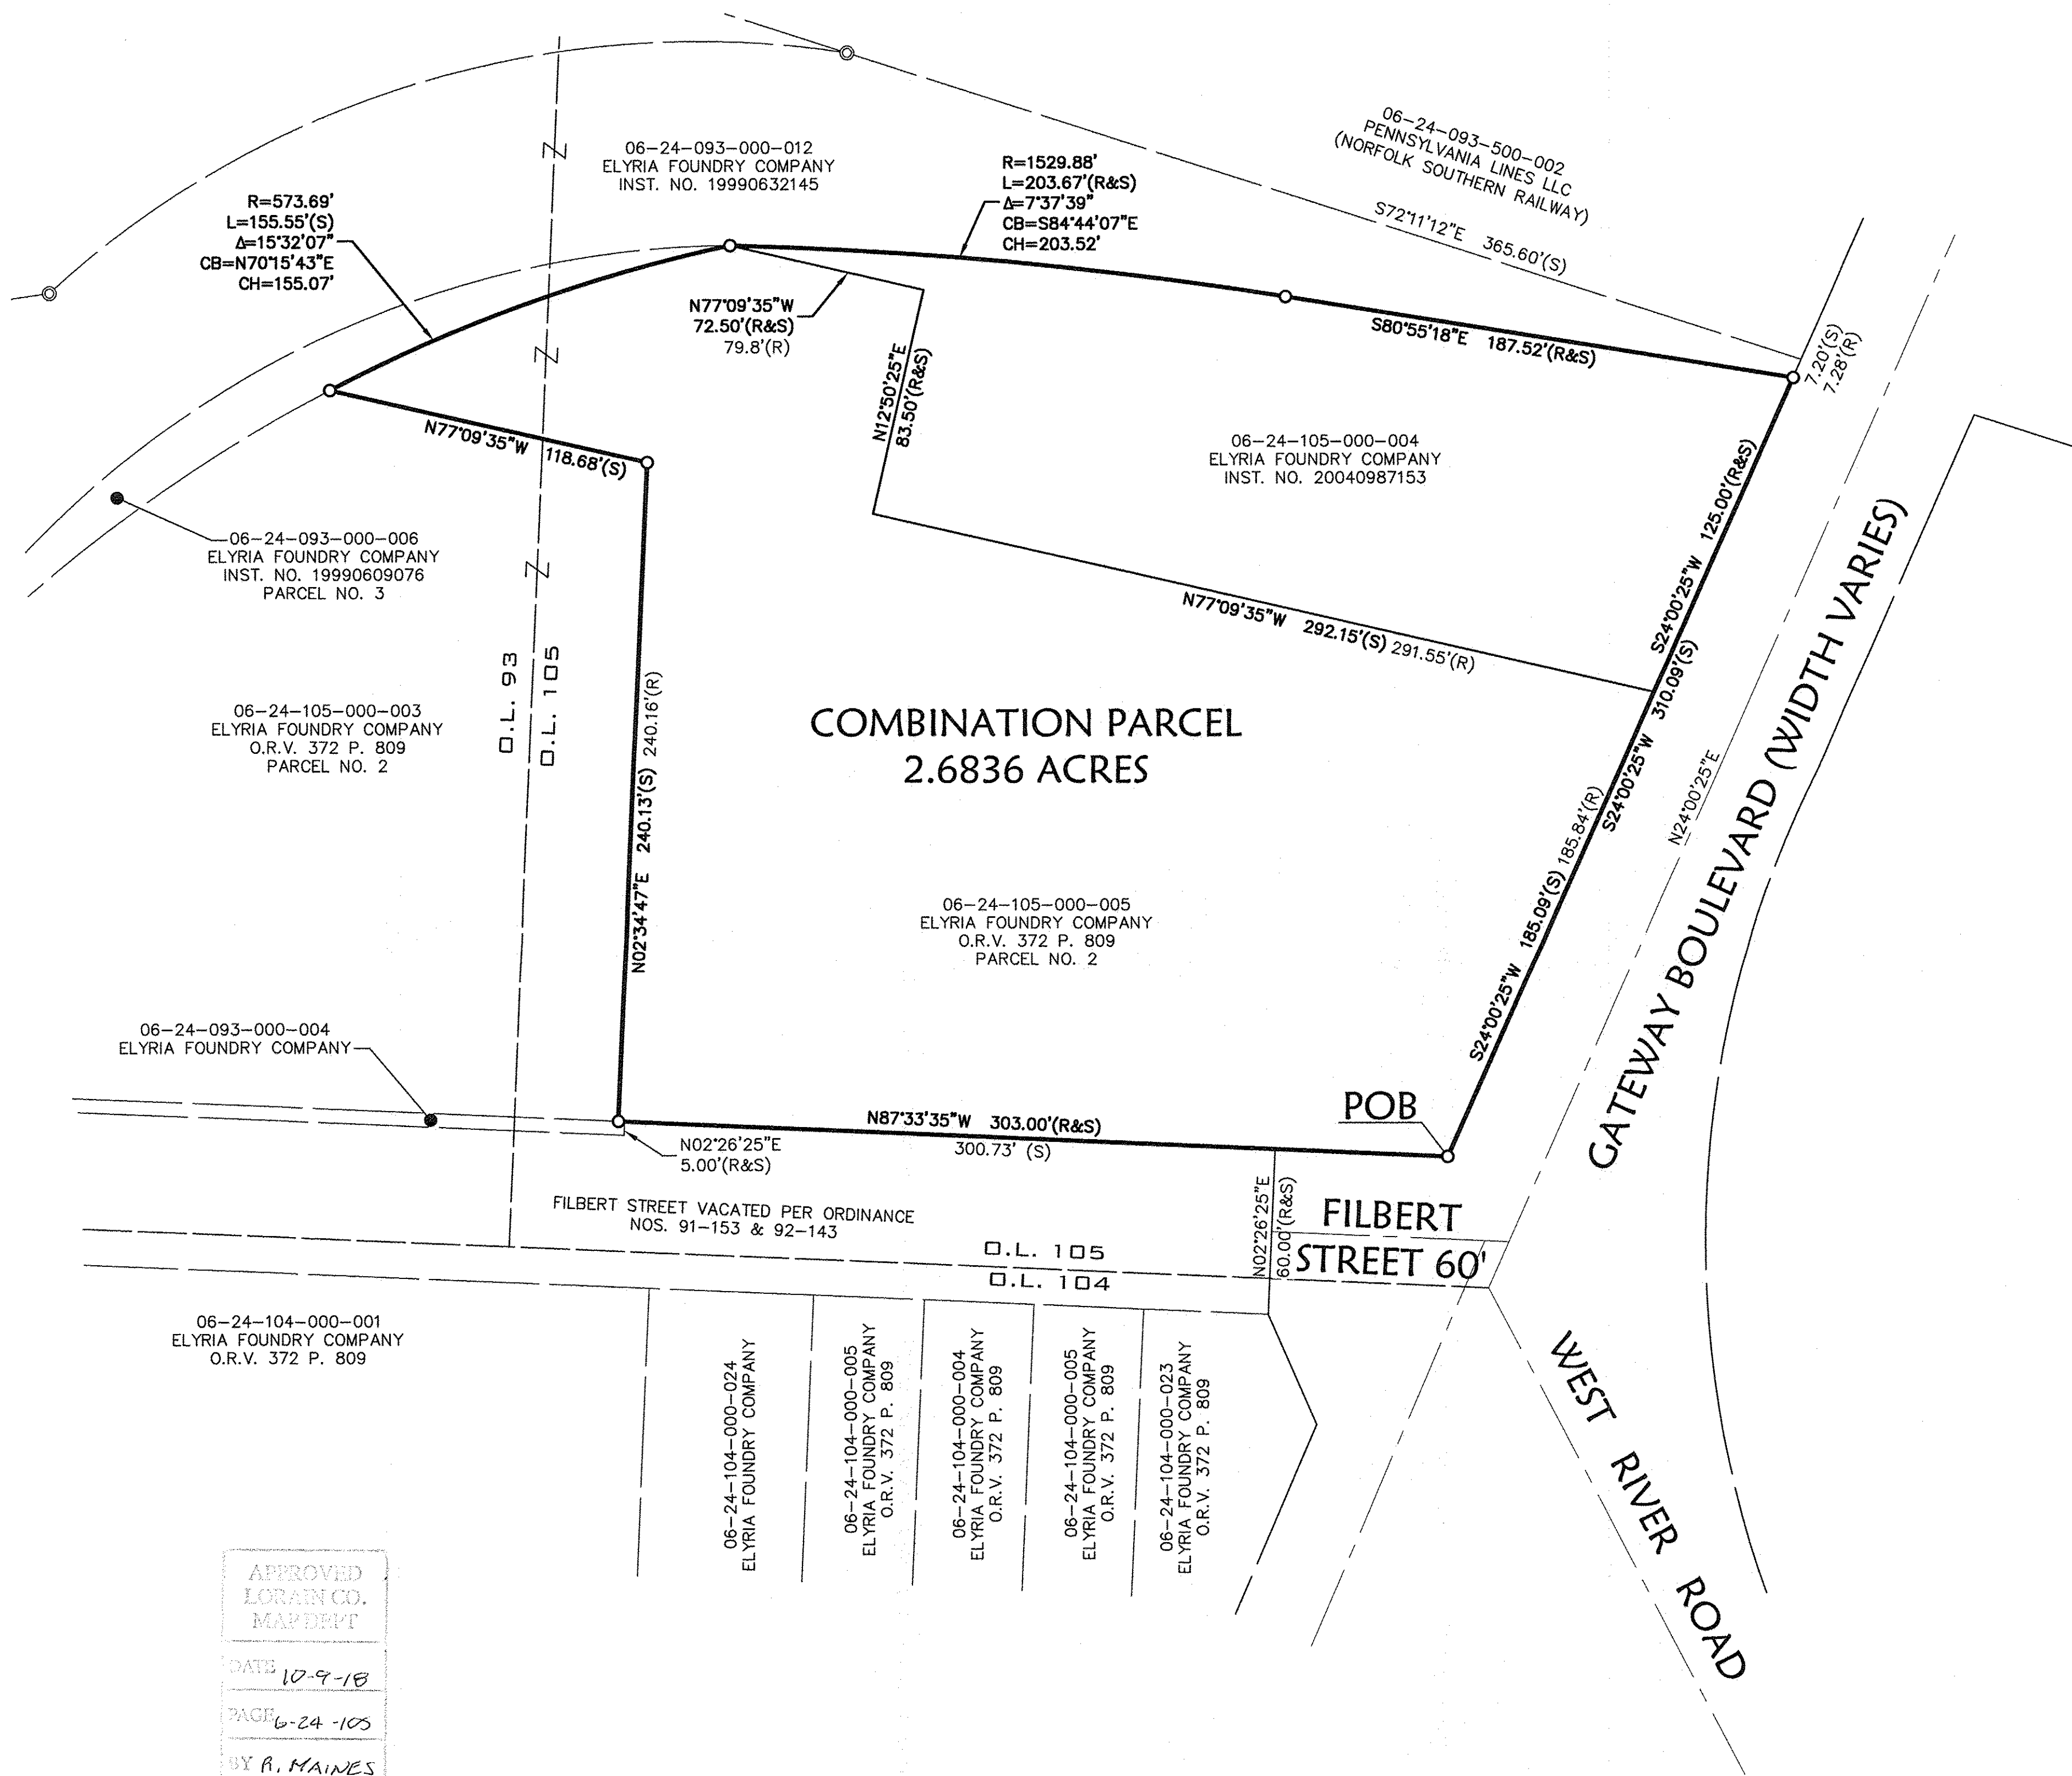 06-24-093-000-012
ELYRIA FOUNDRY COMPANY
INST. NO. 19990632145
R=1529.88'
L=203.67'(R&S)
Δ=7°37'39"
CB=S84°44'07"E
CH=203.52'
06-24-093-500-002
PENNSYLVANIA LINES LLC
(NORFOLK SOUTHERN RAILWAY)
S72°11'12"E 365.60'(S)
R=573.69'
L=155.55'(S)
Δ=15°32'07"
CB=N70°15'43"E
CH=155.07'
N77°09'35"W
72.50'(R&S)
79.8'(R)
S80°55'18"E 187.52'(R&S)
7.20'(S)
7.28'(R)
N12°50'25"E
83.50'(R&S)
N77°09'35"W 118.68'(S)
06-24-105-000-004
ELYRIA FOUNDRY COMPANY
INST. NO. 20040987153
S24°00'25"W 125.00'(R&S)
06-24-093-000-006
ELYRIA FOUNDRY COMPANY
INST. NO. 19990609076
PARCEL NO. 3
N77°09'35"W 292.15'(S) 291.55'(R)
O.L. 93
O.L. 105
06-24-105-000-003
ELYRIA FOUNDRY COMPANY
O.R.V. 372 P. 809
PARCEL NO. 2
N02°34'47"E 240.13'(S) 240.16'(R)
COMBINATION PARCEL
2.6836 ACRES
S24°00'25"W 310.09'(S)
S24°00'25"W 185.09'(S) 185.84'(R)
N24°00'25"E
GATEWAY BOULEVARD (WIDTH VARIES)
06-24-105-000-005
ELYRIA FOUNDRY COMPANY
O.R.V. 372 P. 809
PARCEL NO. 2
06-24-093-000-004
ELYRIA FOUNDRY COMPANY
POB
N87°33'35"W 303.00'(R&S)
300.73' (S)
N02°26'25"E
5.00'(R&S)
FILBERT STREET VACATED PER ORDINANCE
NOS. 91-153 & 92-143
N02°26'25"E
60.00'(R&S)
FILBERT
STREET 60'
O.L. 105
O.L. 104
06-24-104-000-001
ELYRIA FOUNDRY COMPANY
O.R.V. 372 P. 809
06-24-104-000-024
ELYRIA FOUNDRY COMPANY
06-24-104-000-005
ELYRIA FOUNDRY COMPANY
O.R.V. 372 P. 809
06-24-104-000-004
ELYRIA FOUNDRY COMPANY
O.R.V. 372 P. 809
06-24-104-000-005
ELYRIA FOUNDRY COMPANY
O.R.V. 372 P. 809
06-24-104-000-023
ELYRIA FOUNDRY COMPANY
O.R.V. 372 P. 809
WEST RIVER ROAD
APPROVED
LORAIN CO.
MAP DEPT
DATE 10-9-18
PAGE 6-24-105
BY R. MAINES